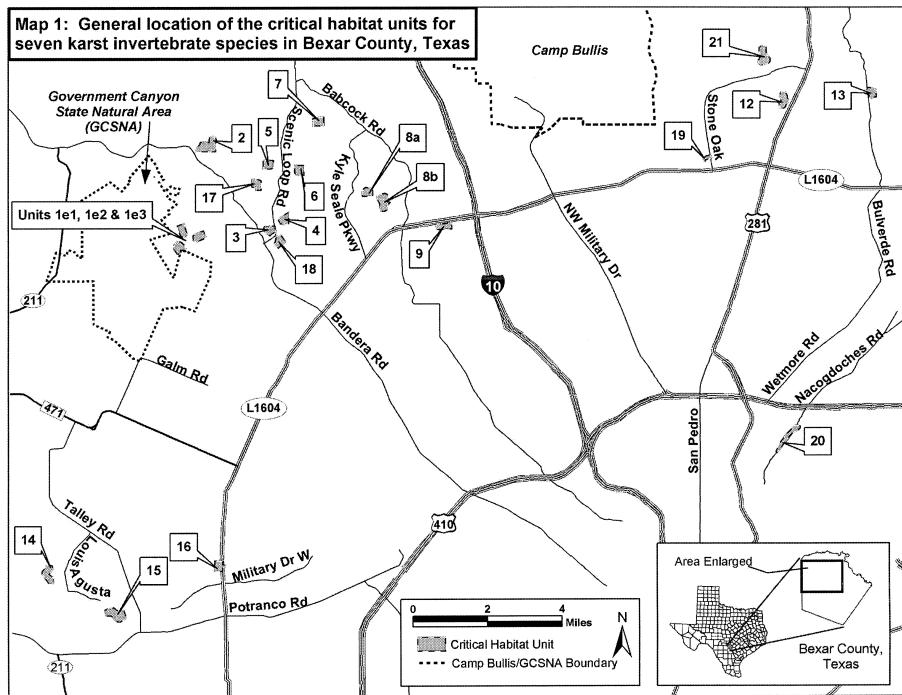 Map 1: General location of the critical habitat units for
seven karst invertebrate species in Bexar County, Texas
Camp Bullis
21
12
13
Stone Oak
19
7
Babcock Rd
Government Canyon
State Natural Area
(GCSNA)
Scenic Loop Rd
2
5
8a
Kyle Seale Pkwy
6
8b
17
L1604
Units 1e1, 1e2 & 1e3
3
4
18
9
NW Military Dr
281
Bulverde Rd
10
211
Bandera Rd
Galm Rd
Wetmore Rd
Nacogdoches Rd
471
L1604
San Pedro
20
410
Talley Rd
14
Louis Agusta
16
15
Military Dr W
Potranco Rd
211
0 2 4
Miles
N
Critical Habitat Unit
Camp Bullis/GCSNA Boundary
Area Enlarged
Bexar County,
Texas